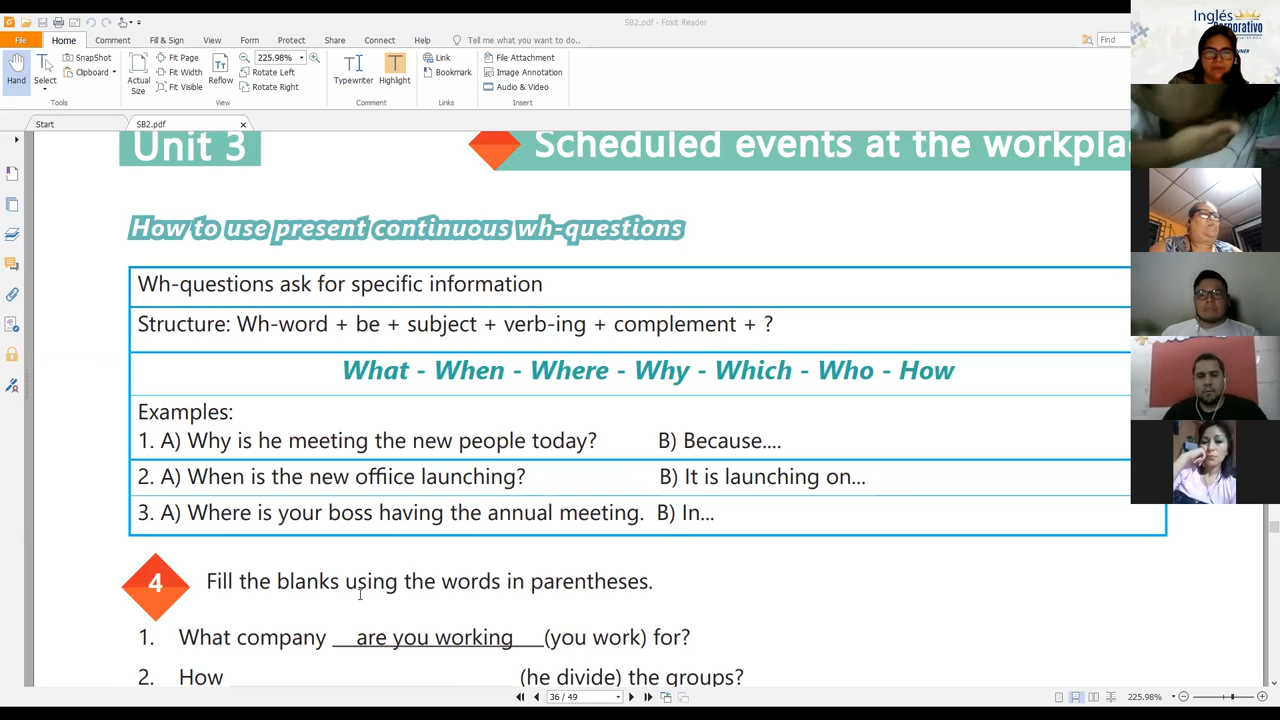 SB2.pdf - Foxit Reader
File Home Comment Fill & Sign View Form Protect Share Connect Help Tell me what you want to do.. Find
Hand Select SnapShot Clipboard Actual Size Fit Page Fit Width Fit Visible Reflow 225.98% Rotate Left Rotate Right Typewriter Highlight Link Bookmark File Attachment Image Annotation Audio & Video
Tools View Comment Links Insert
Start SB2.pdf
Inglés Corporativo
Unit 3 Scheduled events at the workpla
How to use present continuous wh-questions
Wh-questions ask for specific information
Structure: Wh-word + be + subject + verb-ing + complement + ?
What - When - Where - Why - Which - Who - How
Examples:
1. A) Why is he meeting the new people today? B) Because....
2. A) When is the new office launching? B) It is launching on...
3. A) Where is your boss having the annual meeting. B) In...
4 Fill the blanks using the words in parentheses.
1. What company __are you working___(you work) for?
2. How ____ (he divide) the groups?
36 / 49 225.98%